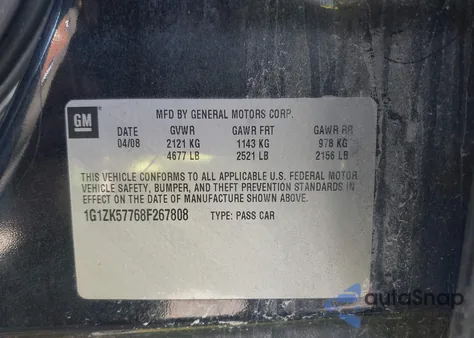 GM
MFD BY GENERAL MOTORS CORP.
DATE GVWR GAWR FRT GAWR RR
04/08 2121 KG 1143 KG 978 KG
4677 LB 2521 LB 2156 LB
THIS VEHICLE CONFORMS TO ALL APPLICABLE U.S. FEDERAL MOTOR
VEHICLE SAFETY, BUMPER, AND THEFT PREVENTION STANDARDS IN
EFFECT ON THE DATE OF MANUFACTURE SHOWN ABOVE.
1G1ZK57768F267808 TYPE: PASS CAR
autoSnap